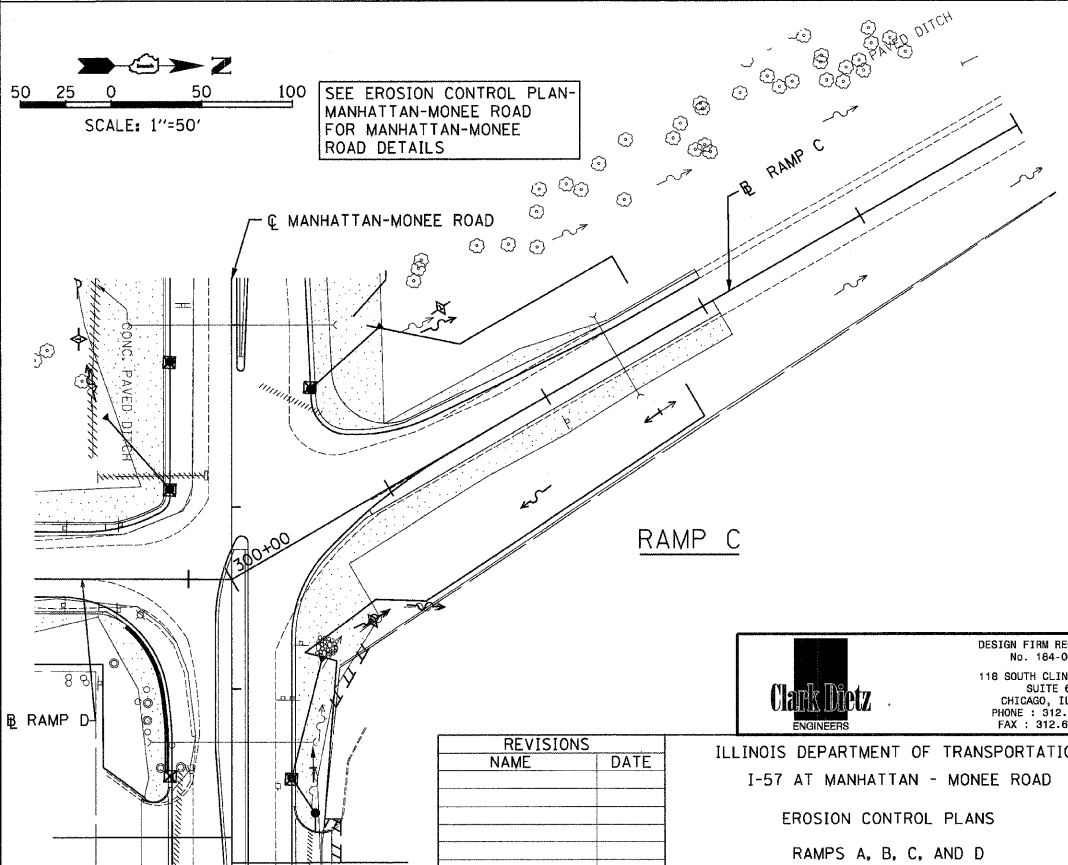 PAVED DITCH
N
50 25 0 50 100
SCALE: 1"=50'
SEE EROSION CONTROL PLAN-
MANHATTAN-MONEE ROAD
FOR MANHATTAN-MONEE
ROAD DETAILS
℄ RAMP C
℄ MANHATTAN-MONEE ROAD
CONC. PAVED DITCH
300+00
RAMP C
RAMP D
Clark Dietz
ENGINEERS
DESIGN FIRM RE
No. 184-0
118 SOUTH CLIN
SUITE 6
CHICAGO, IL
PHONE : 312.
FAX : 312.6
REVISIONS
NAME DATE
ILLINOIS DEPARTMENT OF TRANSPORTATIO
I-57 AT MANHATTAN - MONEE ROAD
EROSION CONTROL PLANS
RAMPS A, B, C, AND D